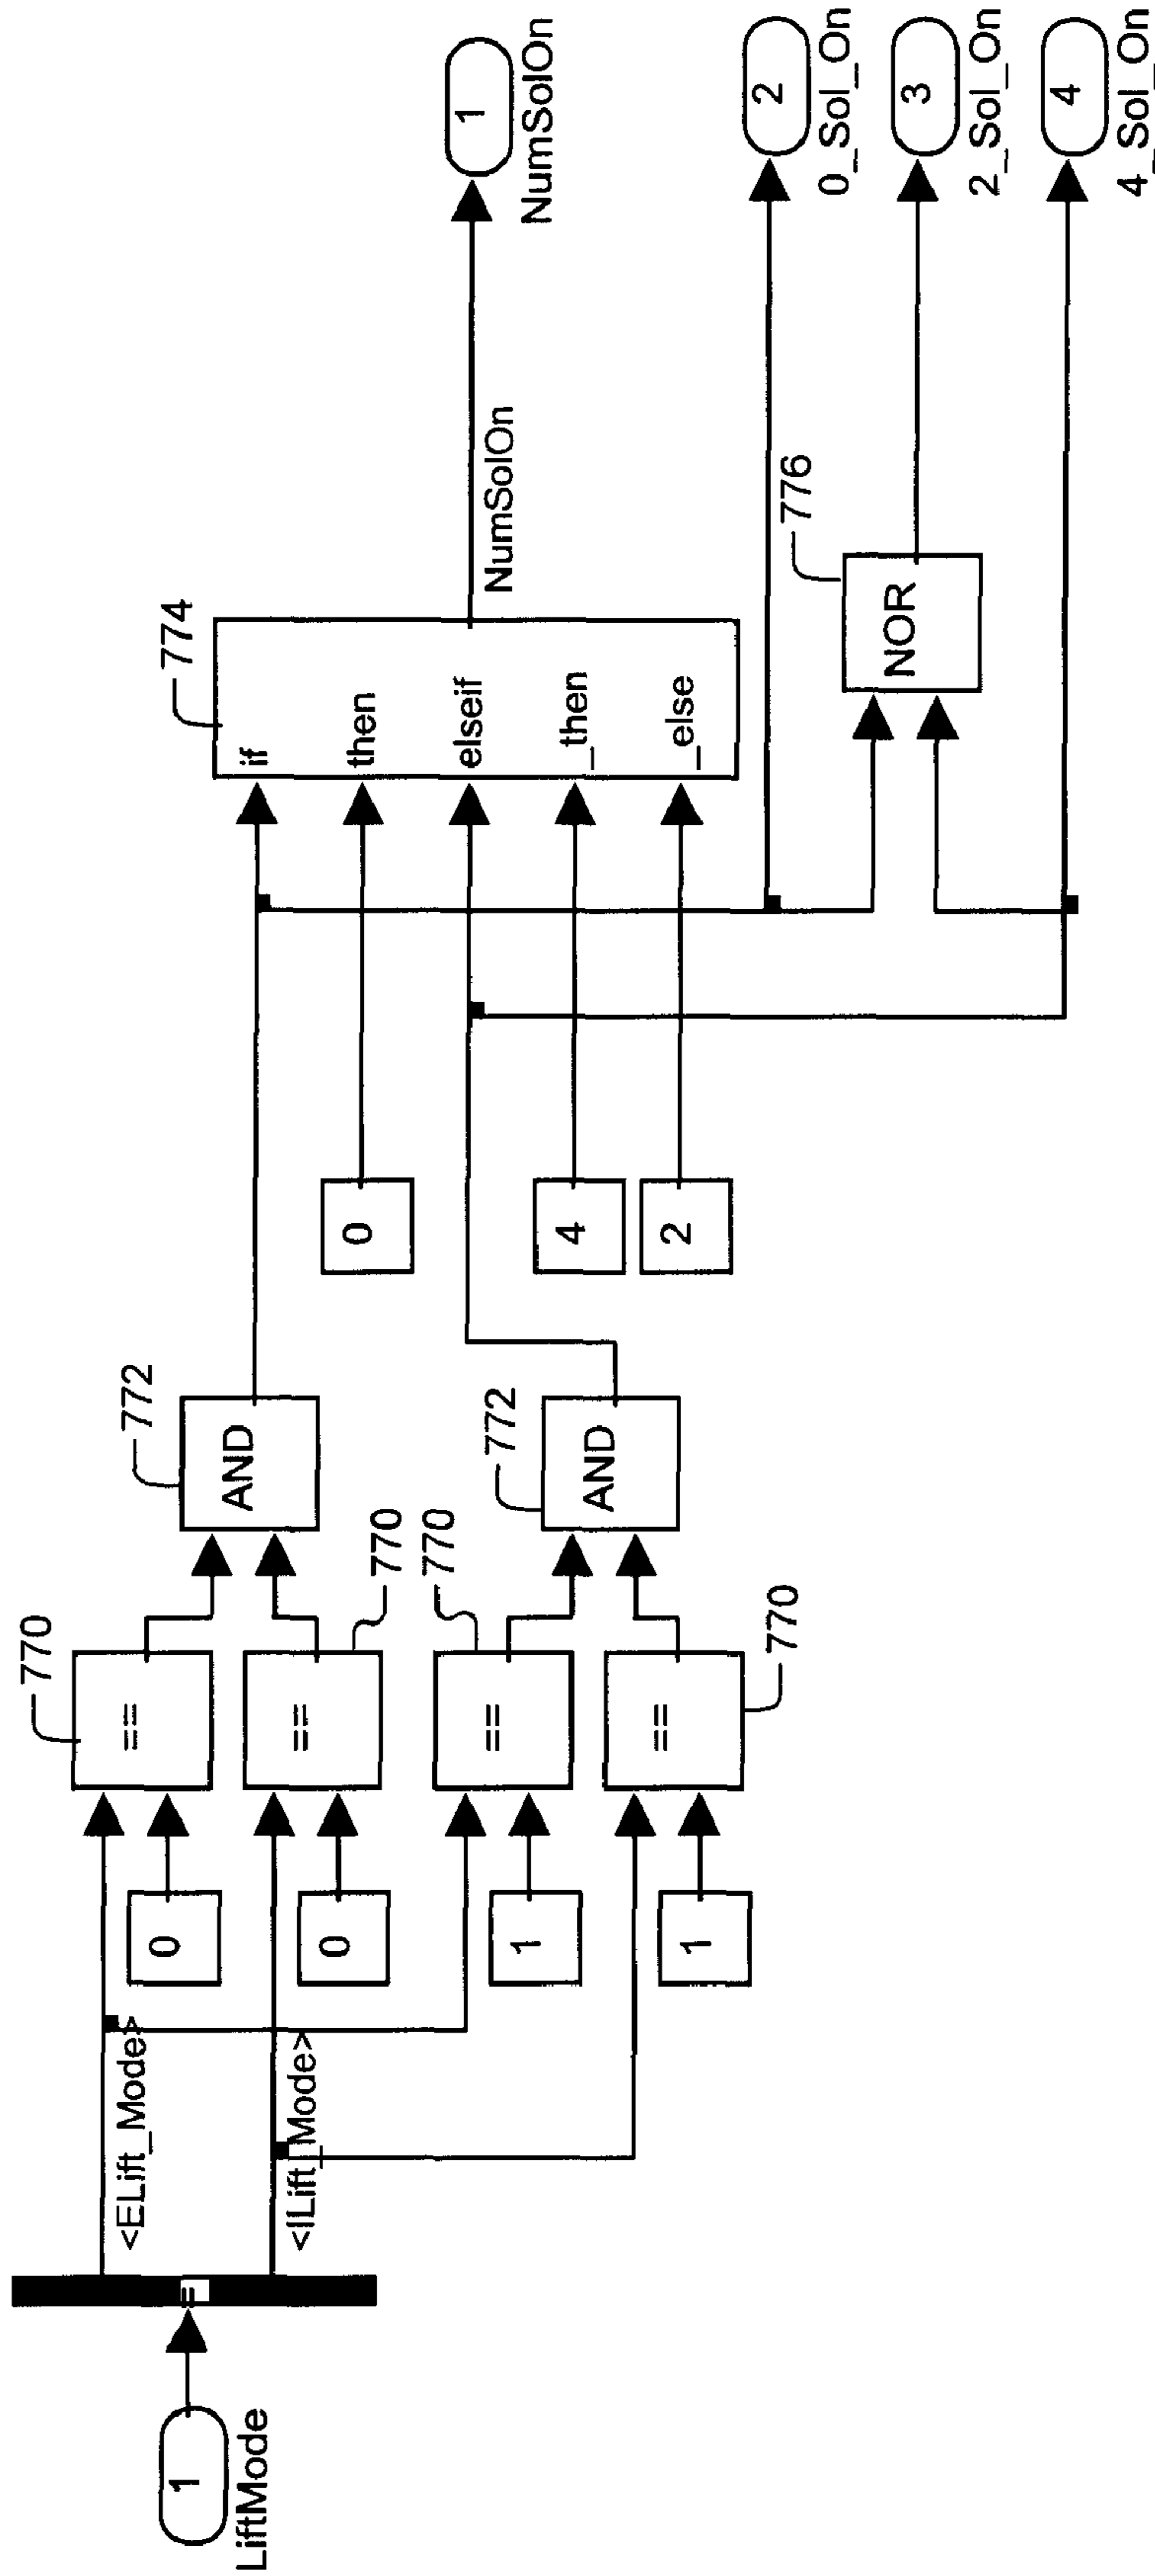 1
LiftMode
=
<ELift_Mode>
<ILift_Mode>
0
0
1
1
770
==
770
==
770
==
770
==
772
AND
772
AND
0
4
2
774
if
then
elseif
_then
_else
NumSolOn
776
NOR
1
NumSolOn
2
0_Sol_On
3
2_Sol_On
4
4_Sol_On